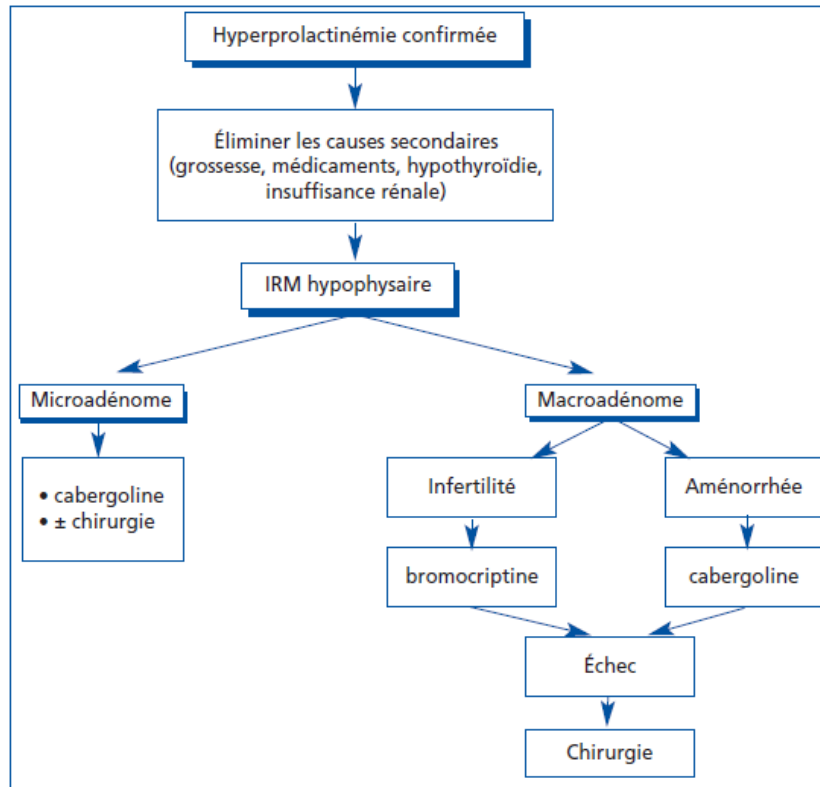 Hyperprolactinémie confirmée
Éliminer les causes secondaires
(grossesse, médicaments, hypothyroïdie,
insuffisance rénale)
IRM hypophysaire
Microadénome
Macroadénome
• cabergoline
• ± chirurgie
Infertilité
Aménorrhée
bromocriptine
cabergoline
Échec
Chirurgie